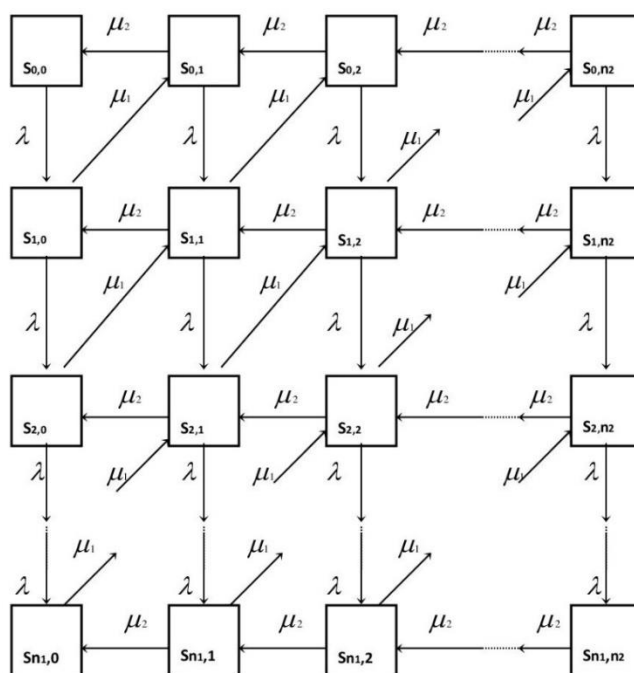 μ₂ μ₂ μ₂ μ₂
S₀,₀ S₀,₁ S₀,₂ S₀,n₂
λ μ₁ λ μ₁ λ μ₁ μ₁ λ
μ₂ μ₂ μ₂ μ₂
S₁,₀ S₁,₁ S₁,₂ S₁,n₂
λ μ₁ λ μ₁ λ μ₁ μ₁ λ
μ₂ μ₂ μ₂ μ₂
S₂,₀ S₂,₁ S₂,₂ S₂,n₂
λ μ₁ λ μ₁ λ μ₁ λ
μ₁ μ₁ μ₁
λ λ λ λ
μ₂ μ₂ μ₂ μ₂
Sn₁,0 Sn₁,1 Sn₁,2 Sn₁,n₂